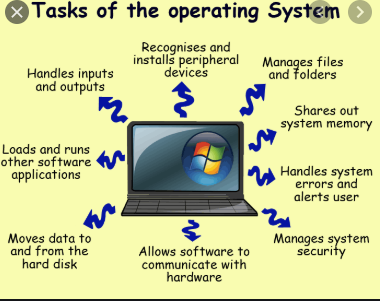 Tasks of the operating System
Recognises and
installs peripheral
devices
Manages files
and folders
Handles inputs
and outputs
Shares out
system memory
Loads and runs
other software
applications
Handles system
errors and
alerts user
Moves data to
and from the
hard disk
Allows software to
communicate with
hardware
Manages system
security